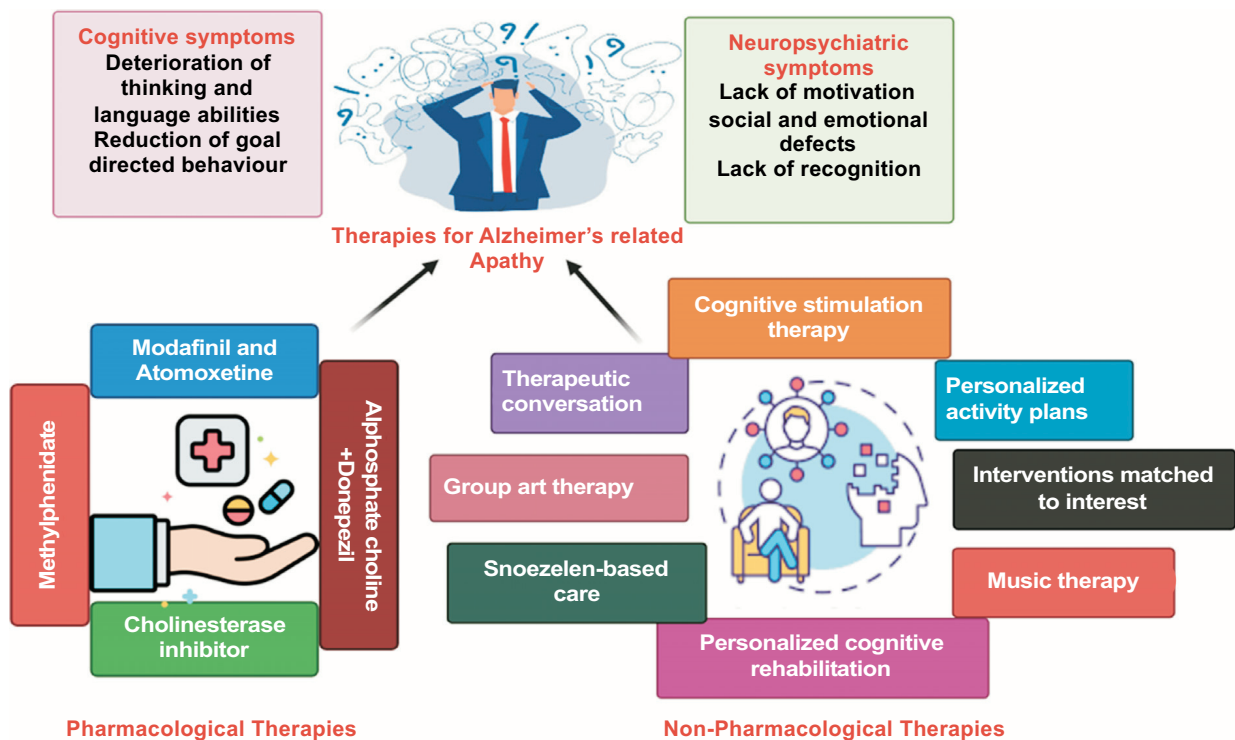 Cognitive symptoms
Deterioration of
thinking and
language abilities
Reduction of goal
directed behaviour
Neuropsychiatric
symptoms
Lack of motivation
social and emotional
defects
Lack of recognition
Therapies for Alzheimer's related
Apathy
Modafinil and
Atomoxetine
Methylphenidate
Alphosphate choline
+Donepezil
Cholinesterase
inhibitor
Cognitive stimulation
therapy
Therapeutic
conversation
Personalized
activity plans
Group art therapy
Interventions matched
to interest
Snoezelen-based
care
Music therapy
Personalized cognitive
rehabilitation
Pharmacological Therapies
Non-Pharmacological Therapies